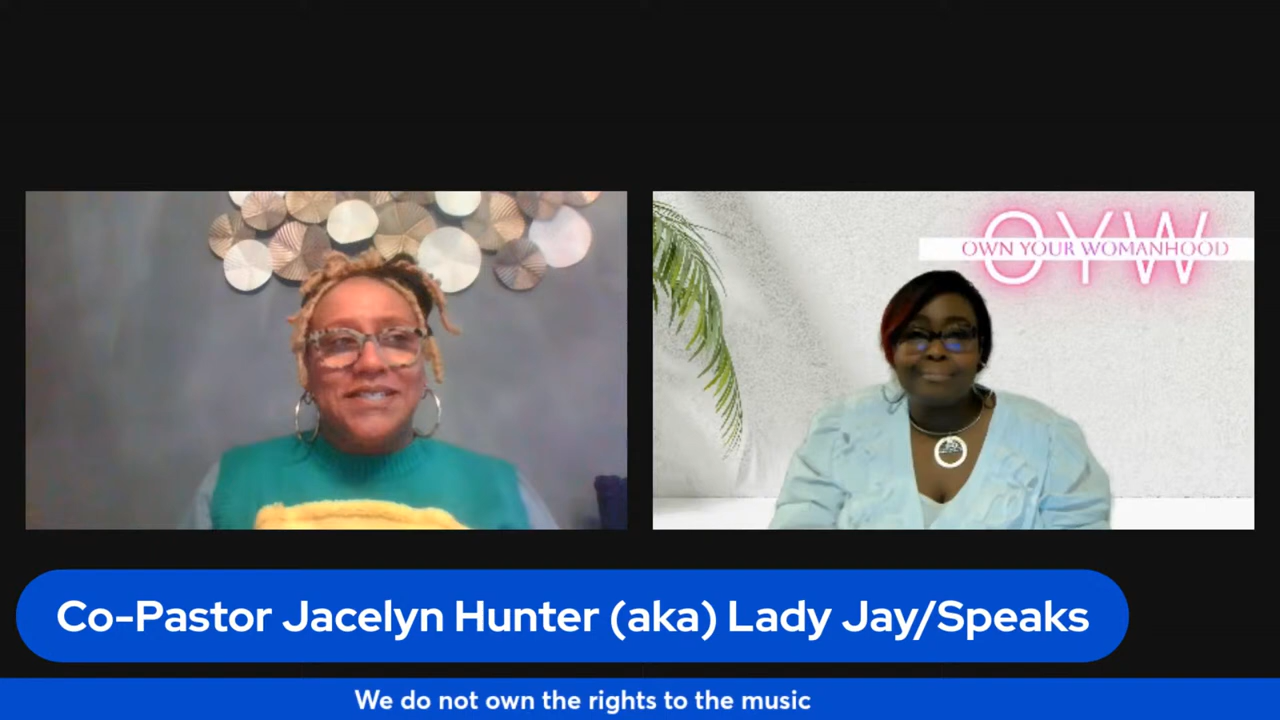 OYW
OWN YOUR WOMANHOOD
Co-Pastor Jacelyn Hunter (aka) Lady Jay/Speaks
We do not own the rights to the music